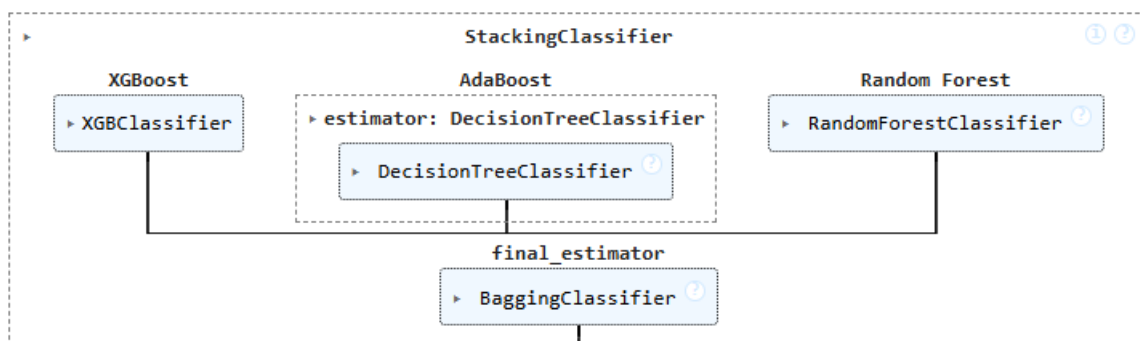 StackingClassifier i ?
XGBoost AdaBoost Random Forest
XGBClassifier
estimator: DecisionTreeClassifier
RandomForestClassifier ?
DecisionTreeClassifier ?
final_estimator
BaggingClassifier ?